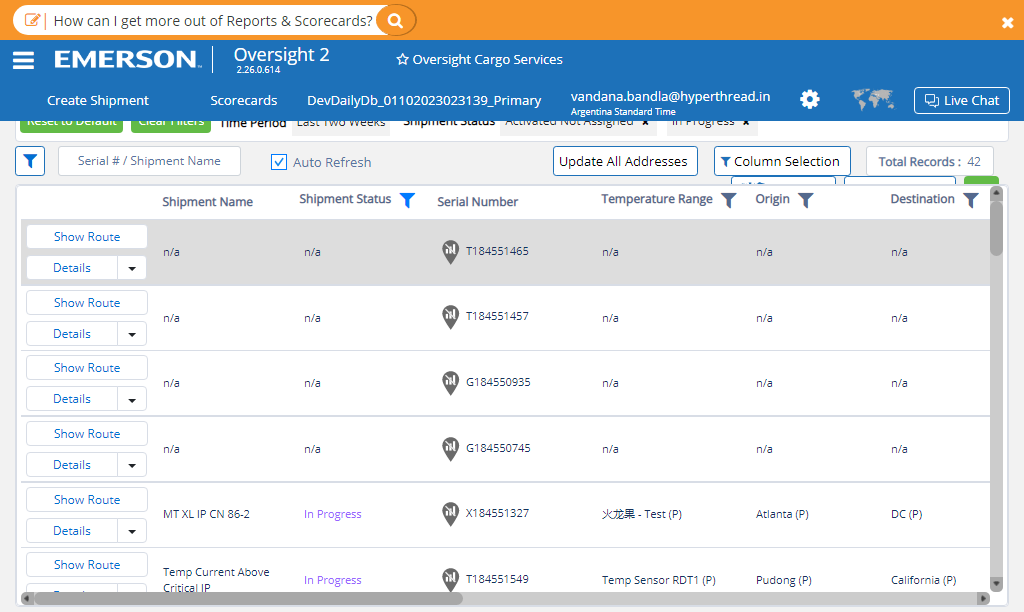 How can I get more out of Reports & Scorecards?
EMERSON
Oversight 2
2.26.0.614
Oversight Cargo Services
Create Shipment
Scorecards
DevDailyDb_01102023023139_Primary
vandana.bandla@hyperthread.in
Argentina Standard Time
Live Chat
Reset to Default
Clear Filters
Time Period
Last Two Weeks
Shipment Status
Activated Not Assigned ×
In Progress ×
Serial # / Shipment Name
Auto Refresh
Update All Addresses
Column Selection
Total Records : 42
Shipment Name
Shipment Status
Serial Number
Temperature Range
Origin
Destination
Show Route
Details
n/a
n/a
T184551465
n/a
n/a
n/a
Show Route
Details
n/a
n/a
T184551457
n/a
n/a
n/a
Show Route
Details
n/a
n/a
G184550935
n/a
n/a
n/a
Show Route
Details
n/a
n/a
G184550745
n/a
n/a
n/a
Show Route
Details
MT XL IP CN 86-2
In Progress
X184551327
火龙果 - Test (P)
Atlanta (P)
DC (P)
Show Route
Temp Current Above
Critical IP
In Progress
T184551549
Temp Sensor RDT1 (P)
Pudong (P)
California (P)